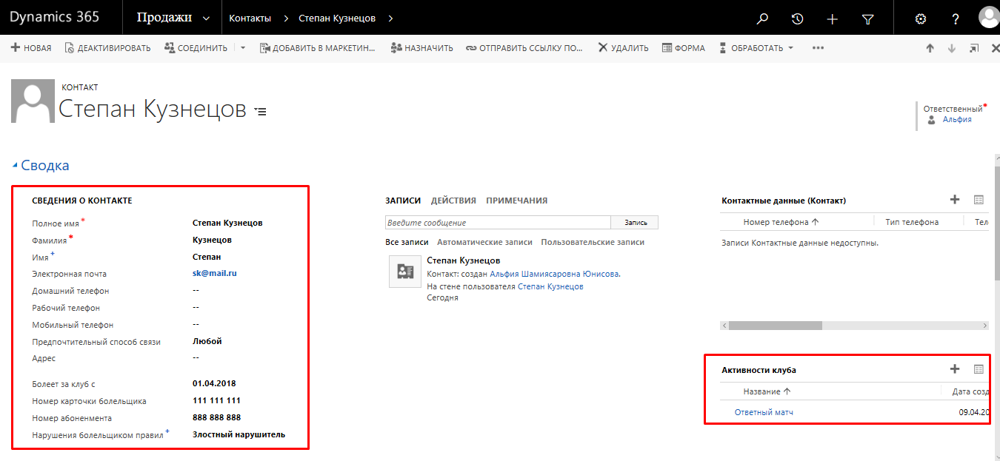 Dynamics 365 Продажи Контакты Степан Кузнецов ?
НОВАЯ ДЕАКТИВИРОВАТЬ СОЕДИНИТЬ ДОБАВИТЬ В МАРКЕТИН... НАЗНАЧИТЬ ОТПРАВИТЬ ССЫЛКУ ПО... УДАЛИТЬ ФОРМА ОБРАБОТАТЬ
КОНТАКТ
Степан Кузнецов
Ответственный*
Альфия
Сводка
СВЕДЕНИЯ О КОНТАКТЕ
Полное имя* Степан Кузнецов
Фамилия* Кузнецов
Имя+ Степан
Электронная почта sk@mail.ru
Домашний телефон --
Рабочий телефон --
Мобильный телефон --
Предпочтительный способ связи Любой
Адрес --
Болеет за клуб с 01.04.2018
Номер карточки болельщика 111 111 111
Номер абоненмента 888 888 888
Нарушения болельщиком правил+ Злостный нарушитель
ЗАПИСИ ДЕЙСТВИЯ ПРИМЕЧАНИЯ
Введите сообщение Запись
Все записи Автоматические записи Пользовательские записи
Степан Кузнецов
Контакт: создан Альфия Шамиясаровна Юнисова.
На стене пользователя Степан Кузнецов
Сегодня
Контактные данные (Контакт)
Номер телефона Тип телефона Тел
Записи Контактные данные недоступны.
Активности клуба
Название Дата созд
Ответный матч 09.04.20